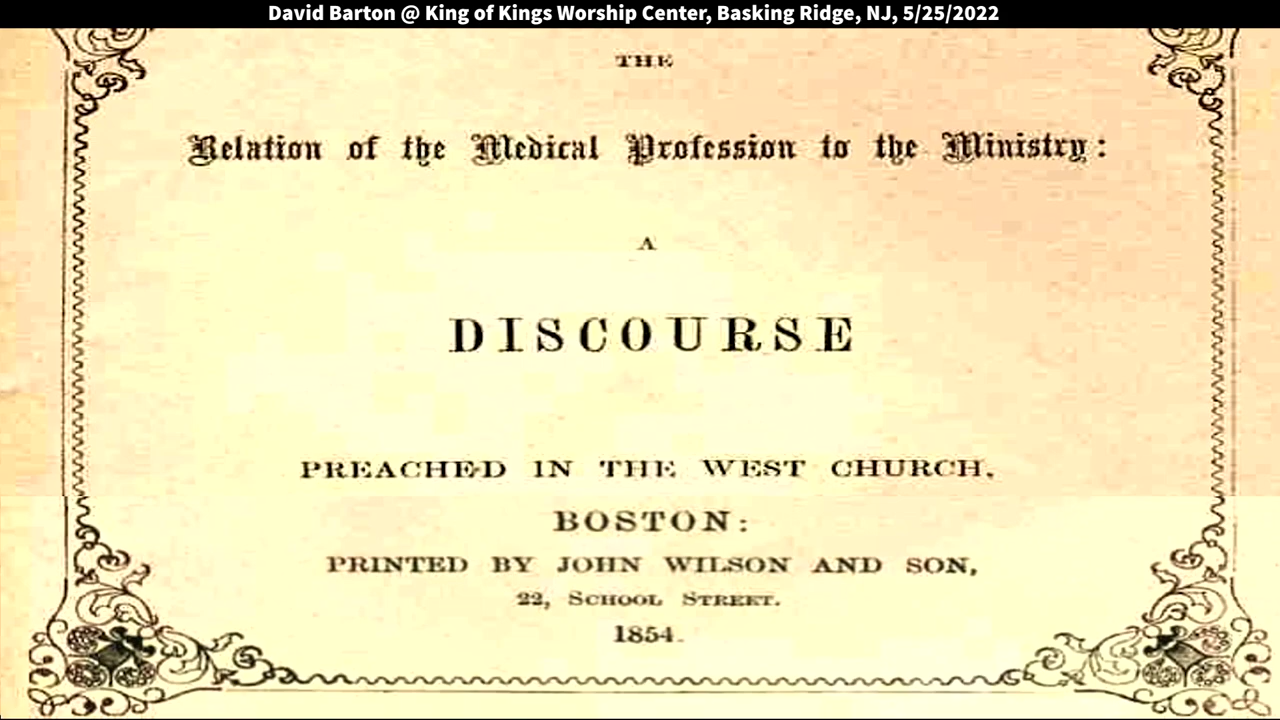 David Barton @ King of Kings Worship Center, Basking Ridge, NJ, 5/25/2022
THE
Relation of the Medical Profession to the Ministry:
A
DISCOURSE
PREACHED IN THE WEST CHURCH,
BOSTON:
PRINTED BY JOHN WILSON AND SON,
22, SCHOOL STREET.
1854.